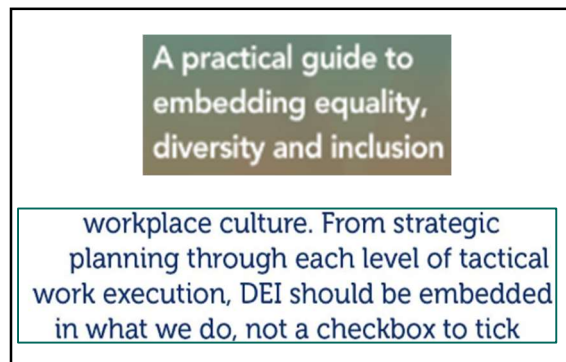 A practical guide to
embedding equality,
diversity and inclusion
workplace culture. From strategic
planning through each level of tactical
work execution, DEI should be embedded
in what we do, not a checkbox to tick